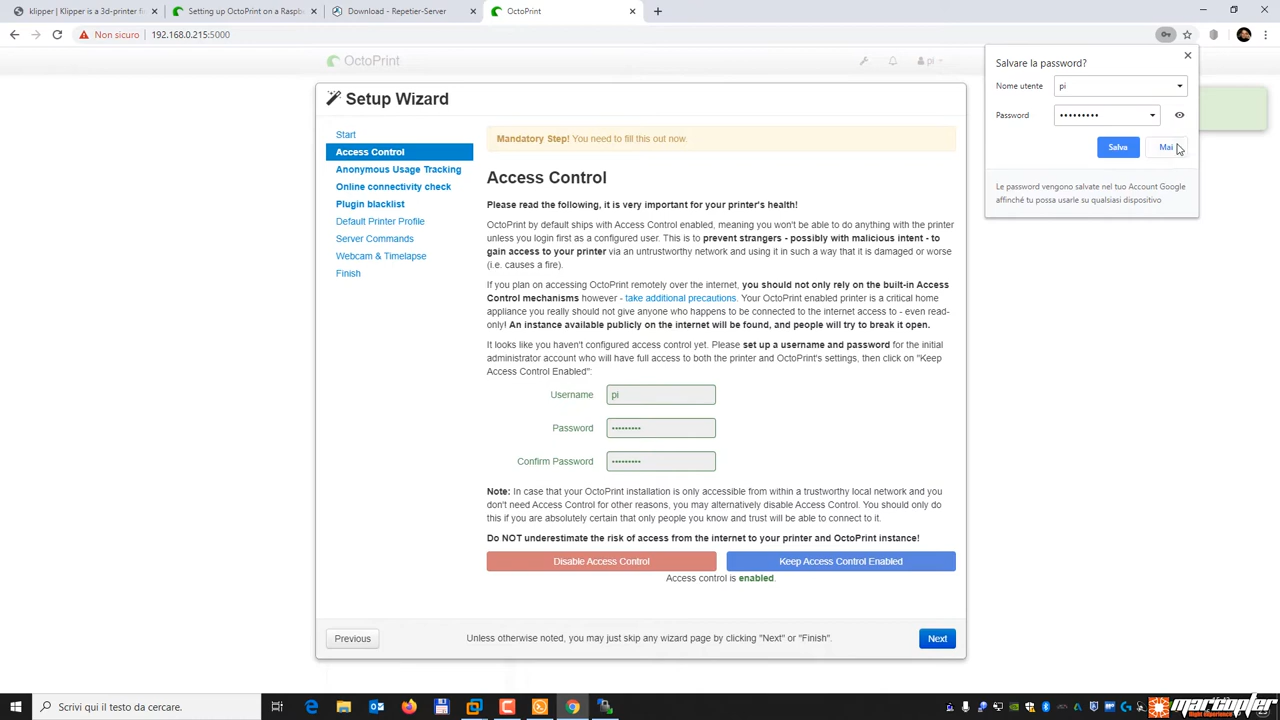 klipper | Klipper is a 3d-printer f
Setting up OctoPrint on a Raspb
Download - Repetier-Server
OctoPrint
Non sicuro
192.168.0.215:5000
OctoPrint
pi
Salvare la password?
Nome utente
pi
Password
•••••••••
Salva
Mai
Le password vengono salvate nel tuo Account Google
affinché tu possa usarle su qualsiasi dispositivo
Setup Wizard
Start
Access Control
Anonymous Usage Tracking
Online connectivity check
Plugin blacklist
Default Printer Profile
Server Commands
Webcam & Timelapse
Finish
Mandatory Step! You need to fill this out now.
Access Control
Please read the following, it is very important for your printer's health!
OctoPrint by default ships with Access Control enabled, meaning you won't be able to do anything with the printer
unless you login first as a configured user. This is to prevent strangers - possibly with malicious intent - to
gain access to your printer via an untrustworthy network and using it in such a way that it is damaged or worse
(i.e. causes a fire).
If you plan on accessing OctoPrint remotely over the internet, you should not only rely on the built-in Access
Control mechanisms however - take additional precautions. Your OctoPrint enabled printer is a critical home
appliance you really should not give anyone who happens to be connected to the internet access to - even read-
only! An instance available publicly on the internet will be found, and people will try to break it open.
It looks like you haven't configured access control yet. Please set up a username and password for the initial
administrator account who will have full access to both the printer and OctoPrint's settings, then click on "Keep
Access Control Enabled":
Username
pi
Password
•••••••••
Confirm Password
•••••••••
Note: In case that your OctoPrint installation is only accessible from within a trustworthy local network and you
don't need Access Control for other reasons, you may alternatively disable Access Control. You should only do
this if you are absolutely certain that only people you know and trust will be able to connect to it.
Do NOT underestimate the risk of access from the internet to your printer and OctoPrint instance!
Disable Access Control
Keep Access Control Enabled
Access control is enabled.
Previous
Unless otherwise noted, you may just skip any wizard page by clicking "Next" or "Finish".
Next
Scrivi qui il testo da cercare.
marcopter